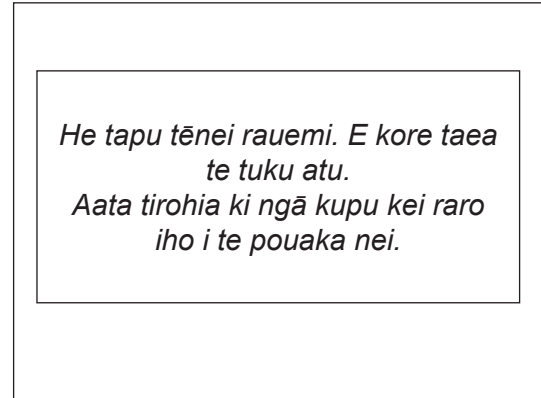 He tapu tēnei rauemi. E kore taea
te tuku atu.
Aata tirohia ki ngā kupu kei raro
iho i te pouaka nei.